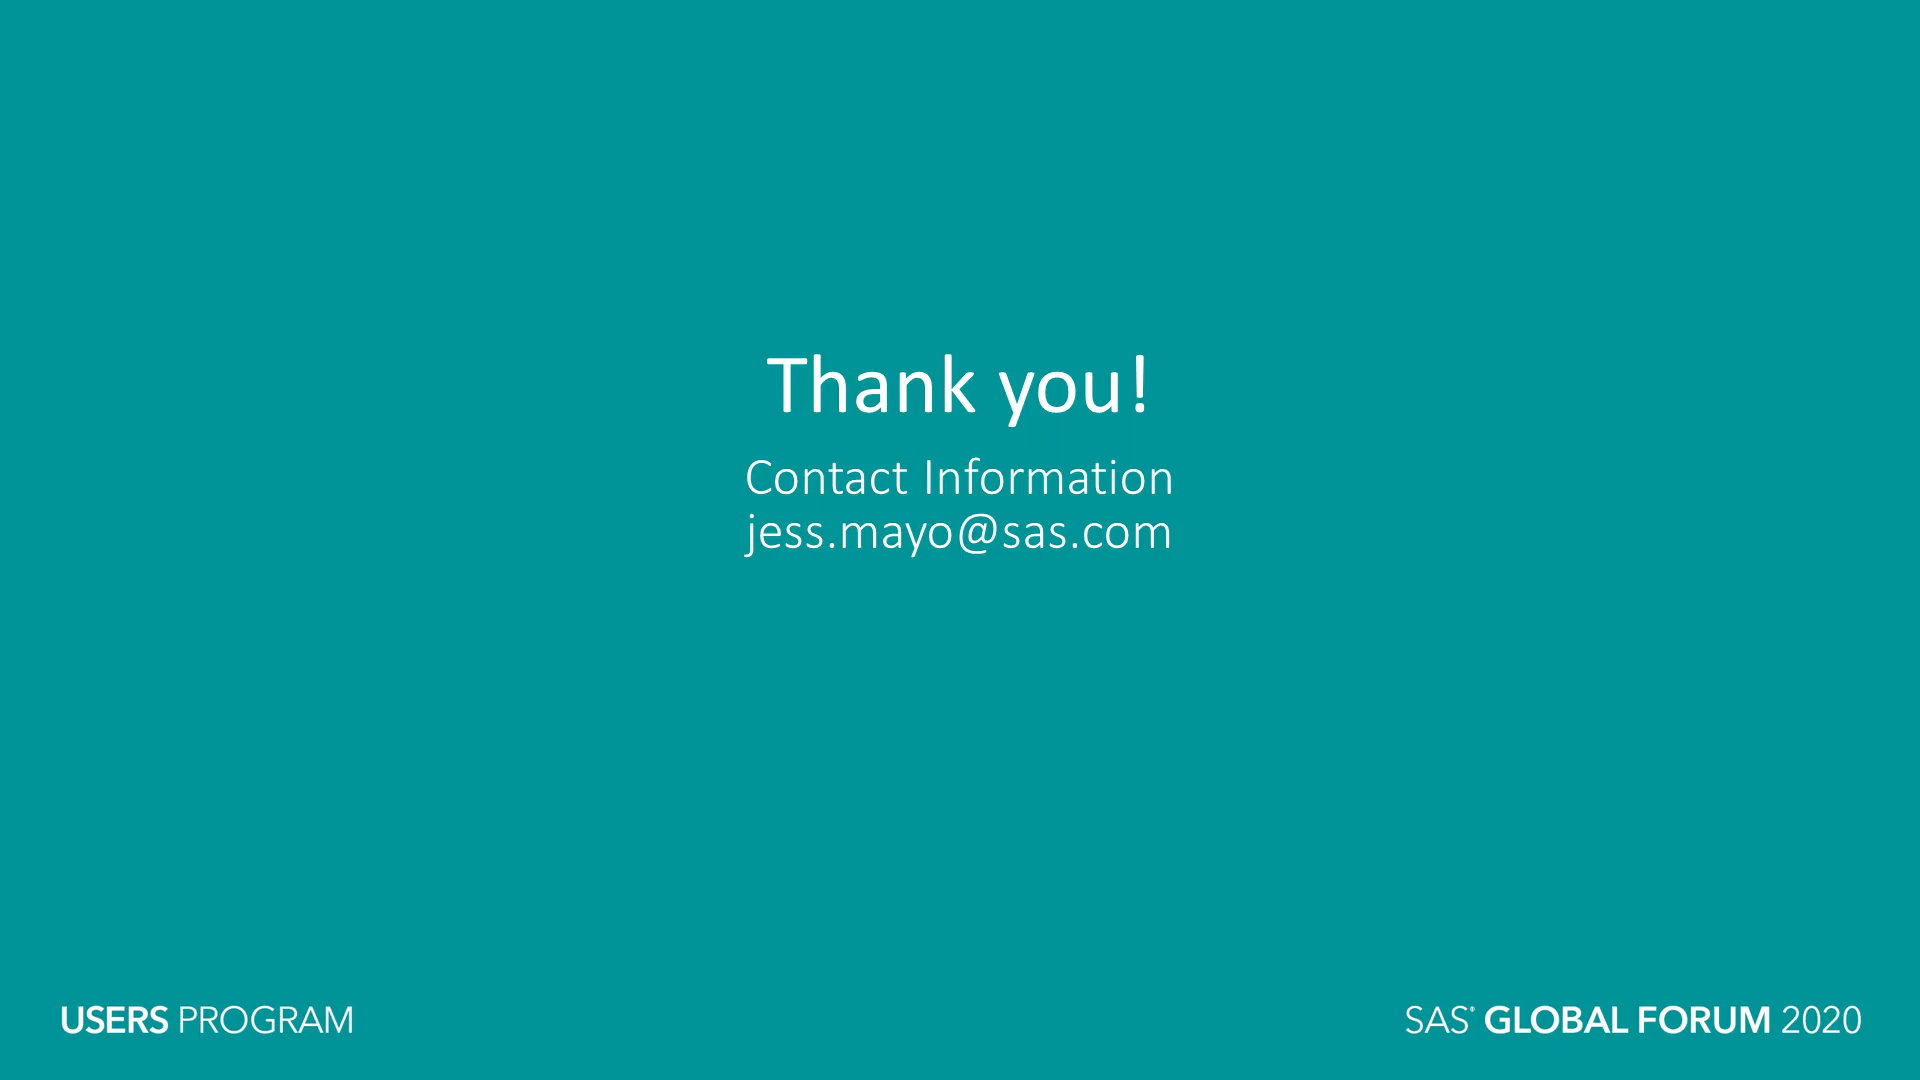 Thank you!
Contact Information
jess.mayo@sas.com
USERS PROGRAM
SAS® GLOBAL FORUM 2020